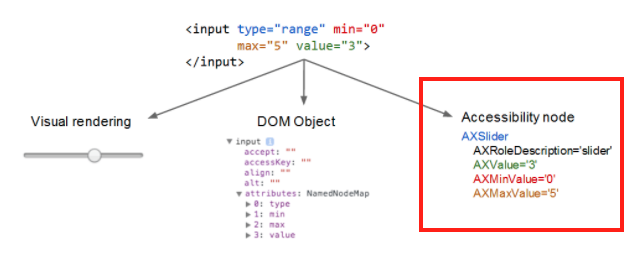 <input type="range" min="0"
max="5" value="3">
</input>
Visual rendering
DOM Object
▼ input
accept: ""
accessKey: ""
align: ""
alt: ""
▼ attributes: NamedNodeMap
▶ 0: type
▶ 1: min
▶ 2: max
▶ 3: value
Accessibility node
AXSlider
AXRoleDescription='slider'
AXValue='3'
AXMinValue='0'
AXMaxValue='5'